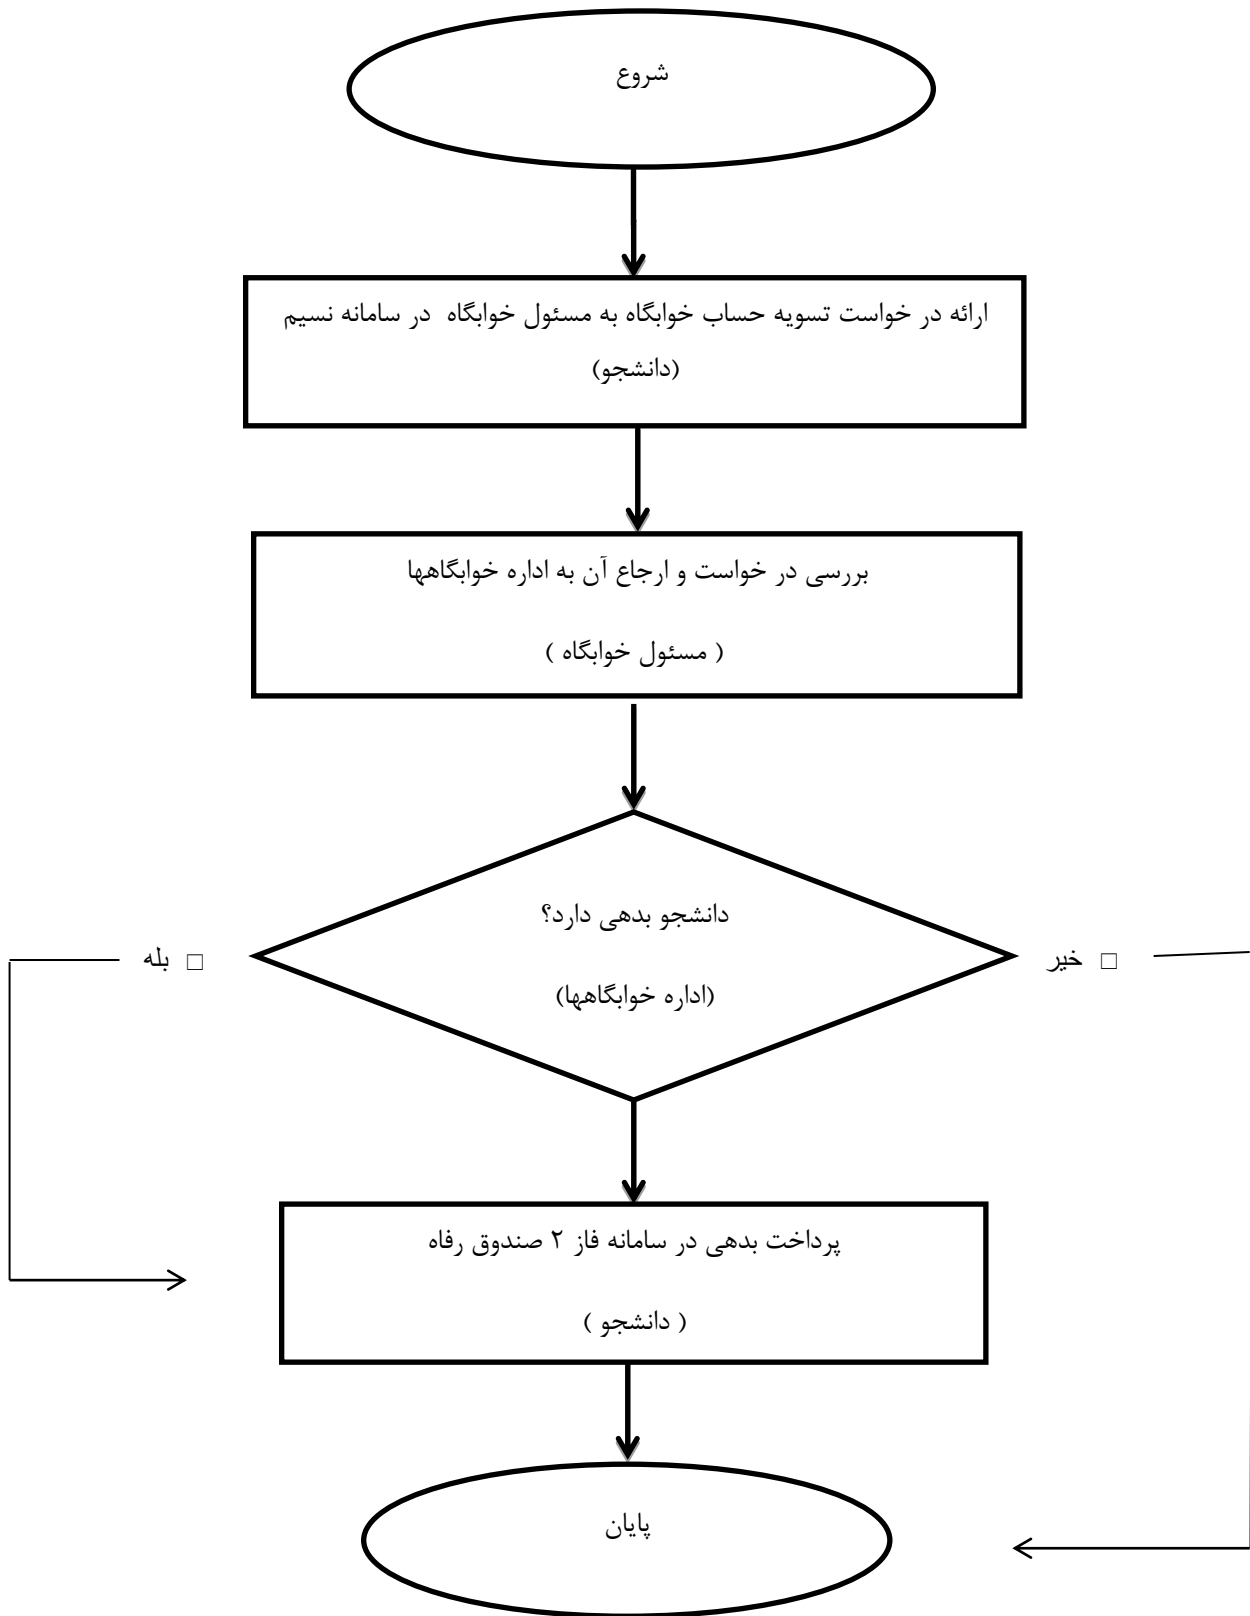 شروع
ارائه در خواست تسویه حساب خوابگاه به مسئول خوابگاه در سامانه نسیم
(دانشجو)
بررسی در خواست و ارجاع آن به اداره خوابگاهها
( مسئول خوابگاه )
دانشجو بدهی دارد؟
□ خیر
□ بله
(اداره خوابگاهها)
پرداخت بدهی در سامانه فاز ۲ صندوق رفاه
( دانشجو )
پایان